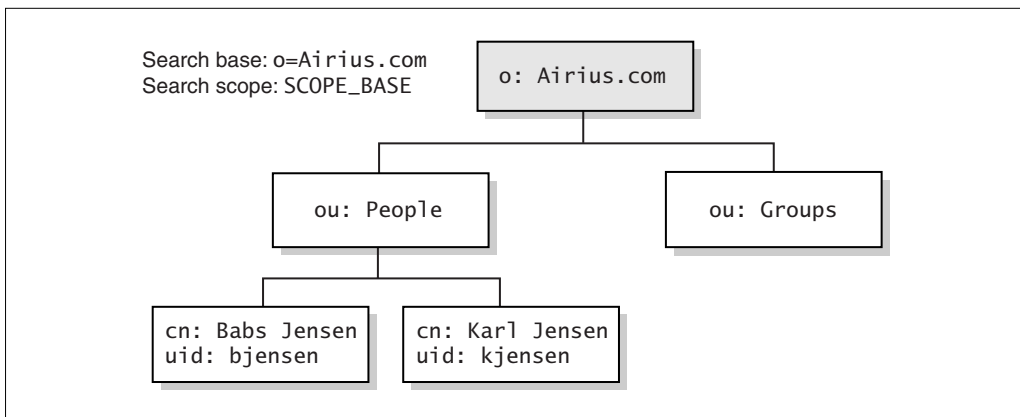 Search base: o=Airius.com
Search scope: SCOPE_BASE
o: Airius.com
ou: People
ou: Groups
cn: Babs Jensen
uid: bjensen
cn: Karl Jensen
uid: kjensen